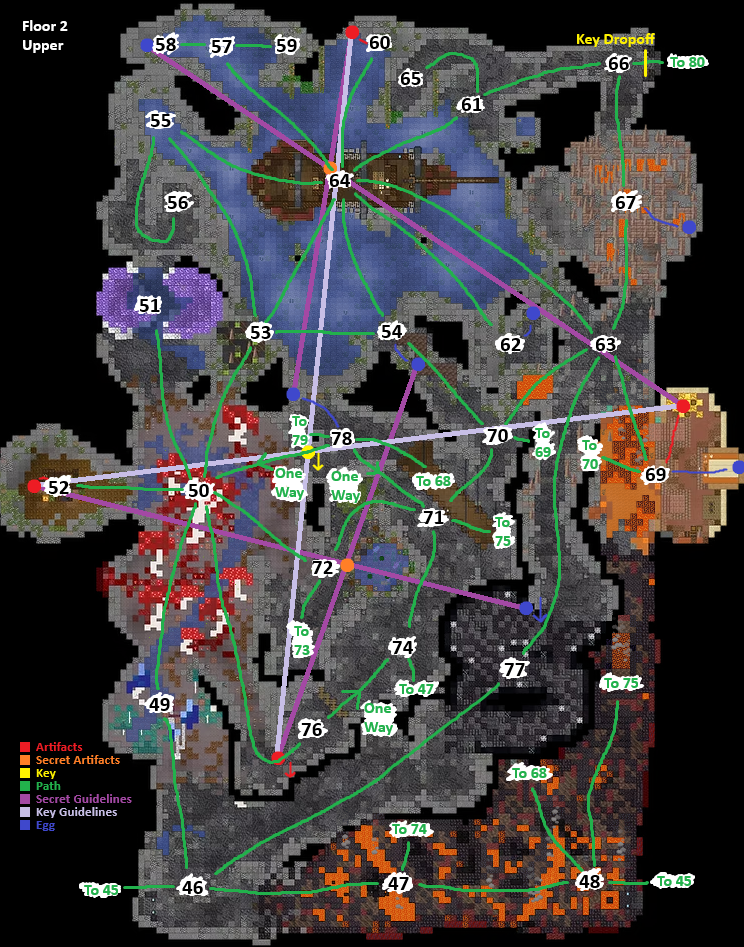 Floor 2
Upper
58
57
59
60
Key Dropoff
66
To 80
65
61
55
64
56
67
51
53
54
62
63
To
79
78
70
To
69
To
70
69
52
50
One
Way
One
Way
To 68
71
To
75
72
To
73
74
To 47
77
To 75
49
76
One
Way
Artifacts
Secret Artifacts
Key
Path
Secret Guidelines
Key Guidelines
Egg
To 68
To 74
To 45
46
47
48
To 45